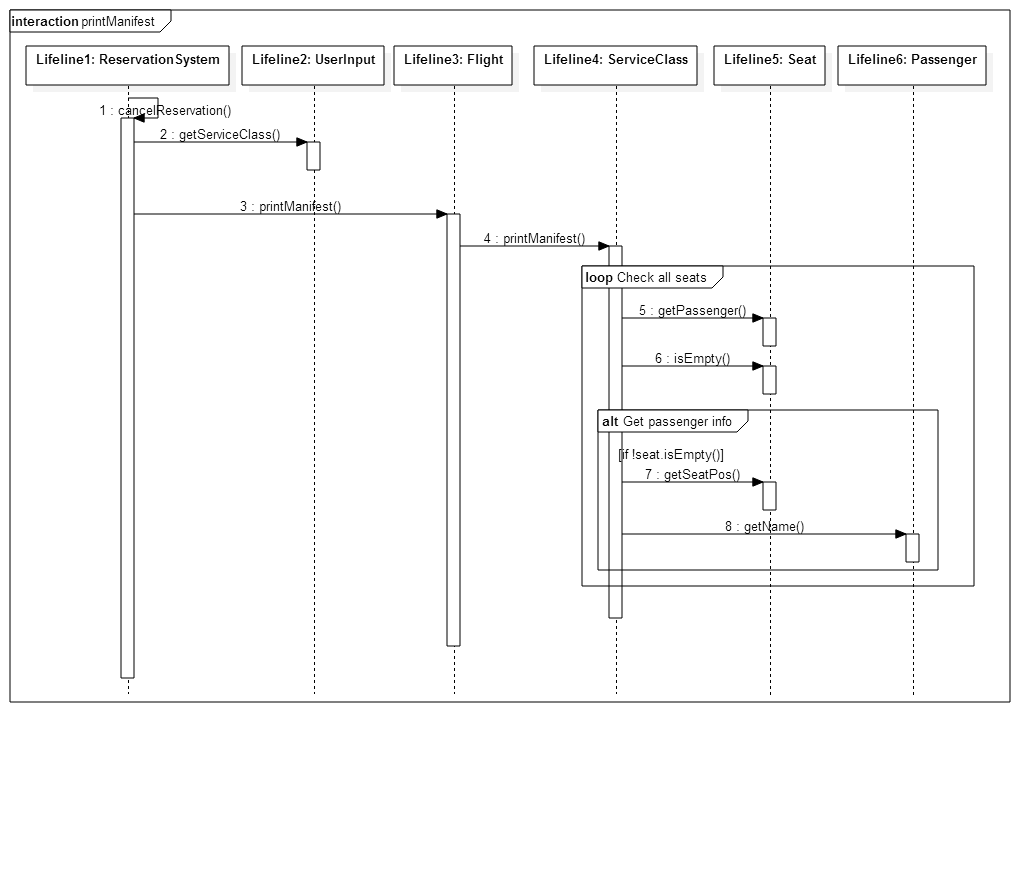 interaction printManifest
Lifeline1: ReservationSystem
Lifeline2: UserInput
Lifeline3: Flight
Lifeline4: ServiceClass
Lifeline5: Seat
Lifeline6: Passenger
1 : cancelReservation()
2 : getServiceClass()
3 : printManifest()
4 : printManifest()
loop Check all seats
5 : getPassenger()
6 : isEmpty()
alt Get passenger info
[if !seat.isEmpty()]
7 : getSeatPos()
8 : getName()